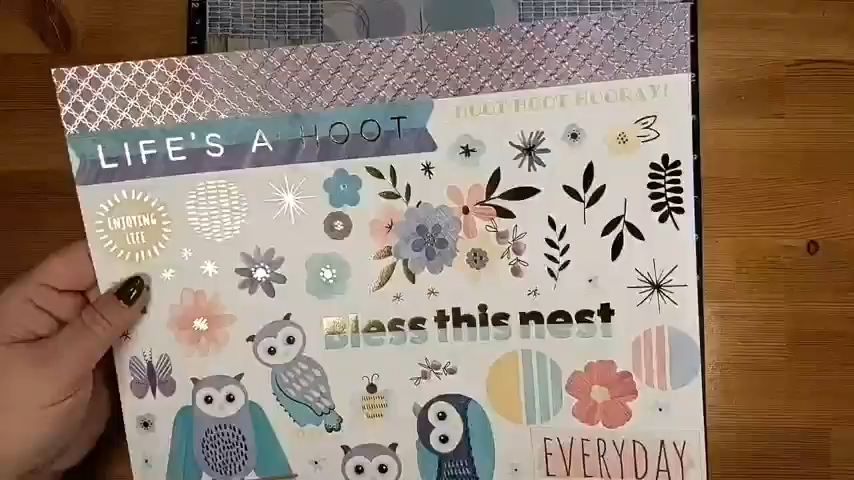 HOOT HOOT HOORAY!
LIFE'S A HOOT
ENJOYING
LIFE
Bless this nest
EVERYDAY